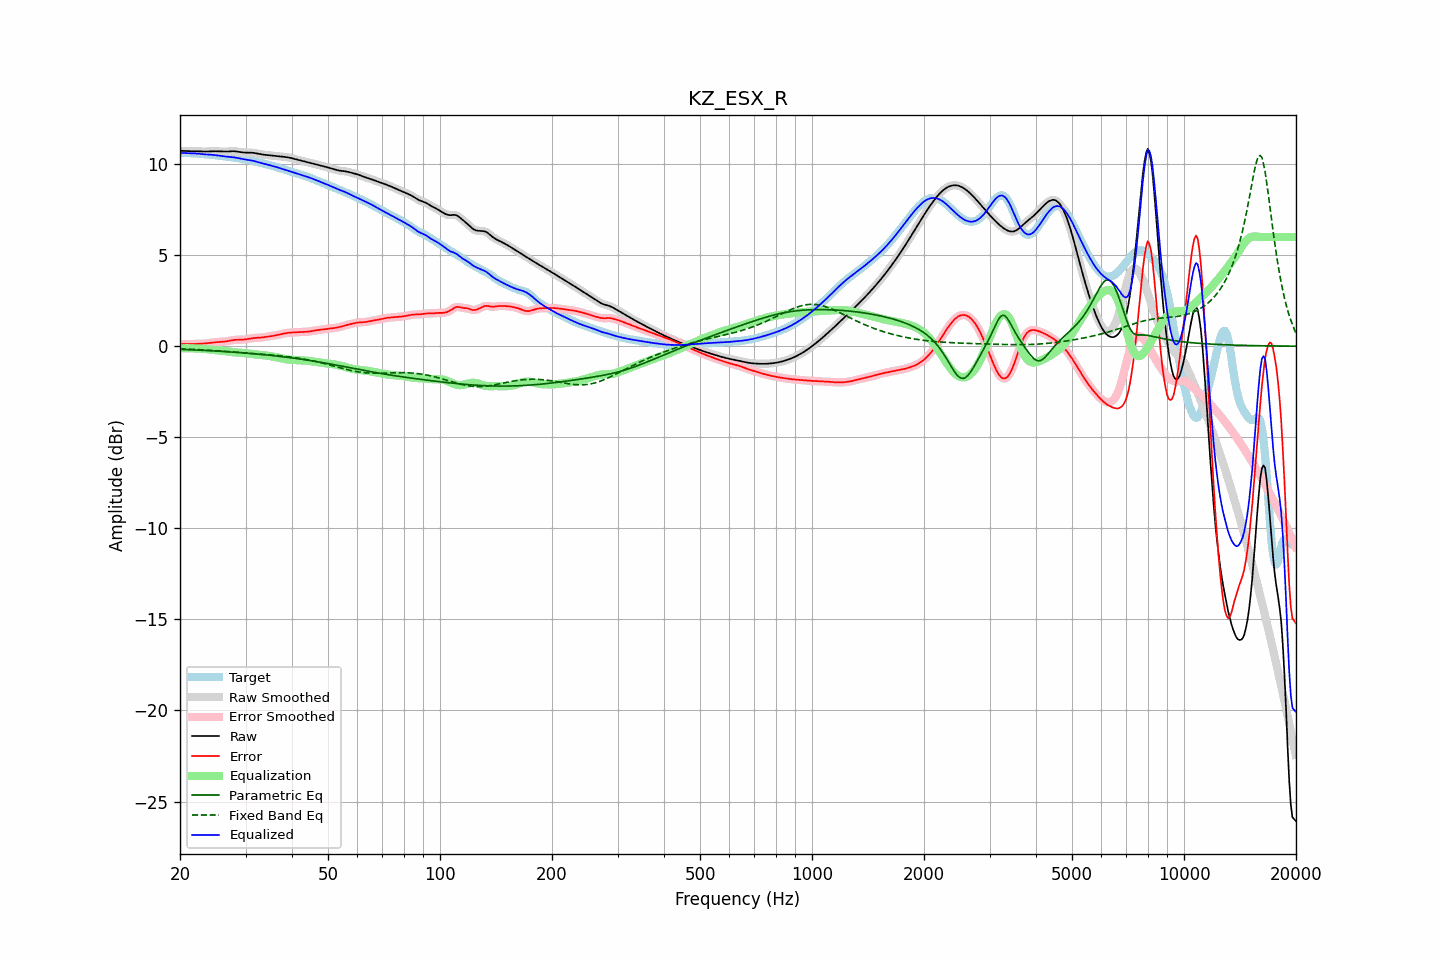 KZ_ESX_R
10
5
0
−5
−10
−15
−20
−25
Amplitude (dBr)
Target
Raw Smoothed
Error Smoothed
Raw
Error
Equalization
Parametric Eq
Fixed Band Eq
Equalized
20 50 100 200 500 1000 2000 5000 10000 20000
Frequency (Hz)